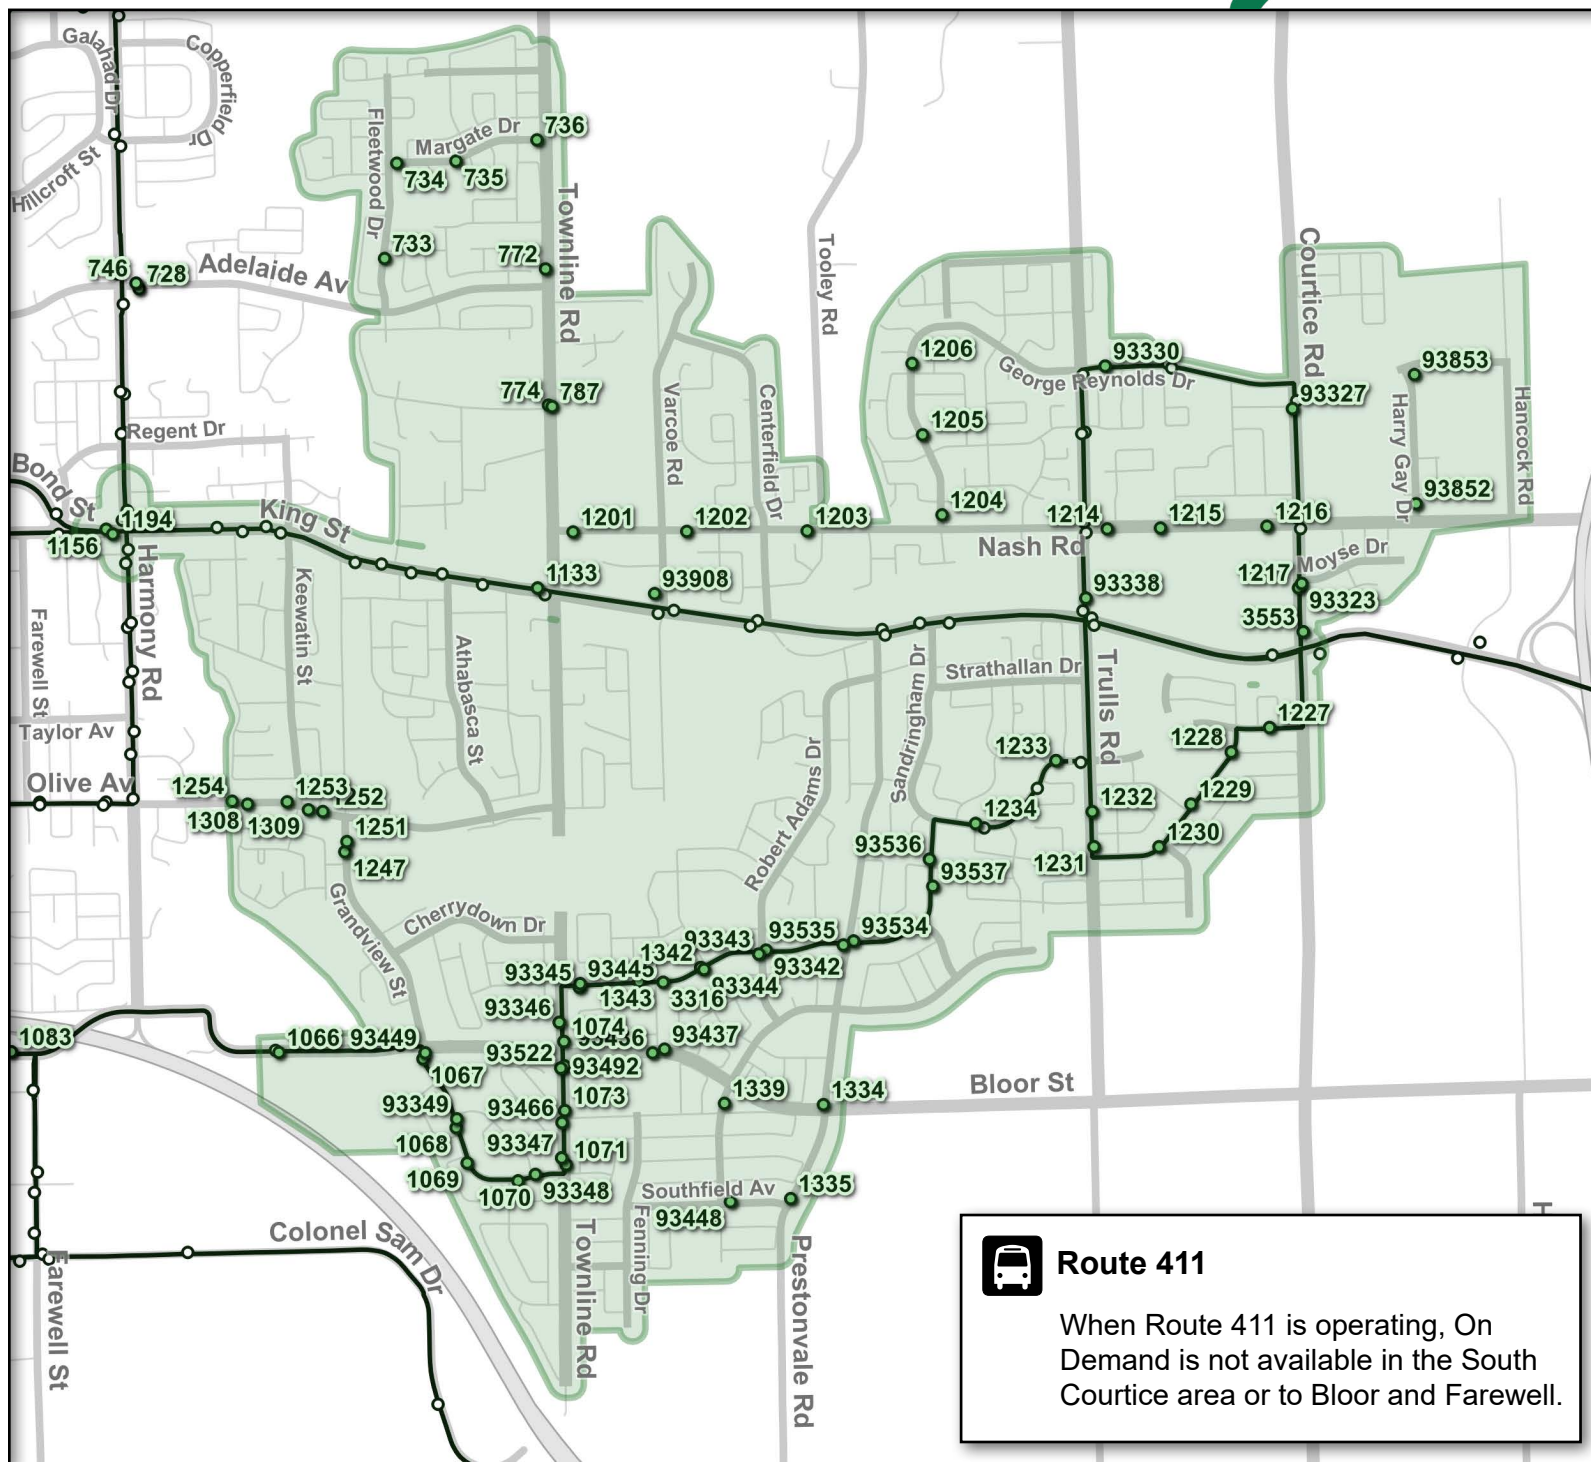 Galahad Dr
Copperfield Dr
Hillcroft St
Fleetwood Dr
Margate Dr
736
734
735
Townline Rd
733
772
746
728
Adelaide Av
Tooley Rd
Courtice Rd
1206
93330
George Reynolds Dr
93853
93327
774
787
Varcoe Rd
Centerfield Dr
1205
Harry Gay Dr
Hancock Rd
Regent Dr
Bond St
King St
1194
1156
1201
1202
1203
1204
1214
1215
1216
93852
Nash Rd
Moyse Dr
Harmony Rd
Keewatin St
1133
93908
93338
1217
93323
3553
Farewell St
Athabasca St
Sandringham Dr
Strathallan Dr
Trulls Rd
Taylor Av
1227
1228
1233
Robert Adams Dr
Olive Av
1254
1253
1252
1308
1309
1251
1247
1234
1232
1229
1230
1231
93536
93537
Grandview St
Cherrydown Dr
93343
93535
93534
1342
93342
93345
93445
1343
3316
93344
93346
1074
93436
93437
1083
1066
93449
1067
93522
93492
Bloor St
1339
1334
93349
93466
1073
1068
93347
1071
1069
1070
93348
Southfield Av
1335
93448
Colonel Sam Dr
Farewell St
Townline Rd
Fenning Dr
Prestonvale Rd
Route 411
When Route 411 is operating, On
Demand is not available in the South
Courtice area or to Bloor and Farewell.